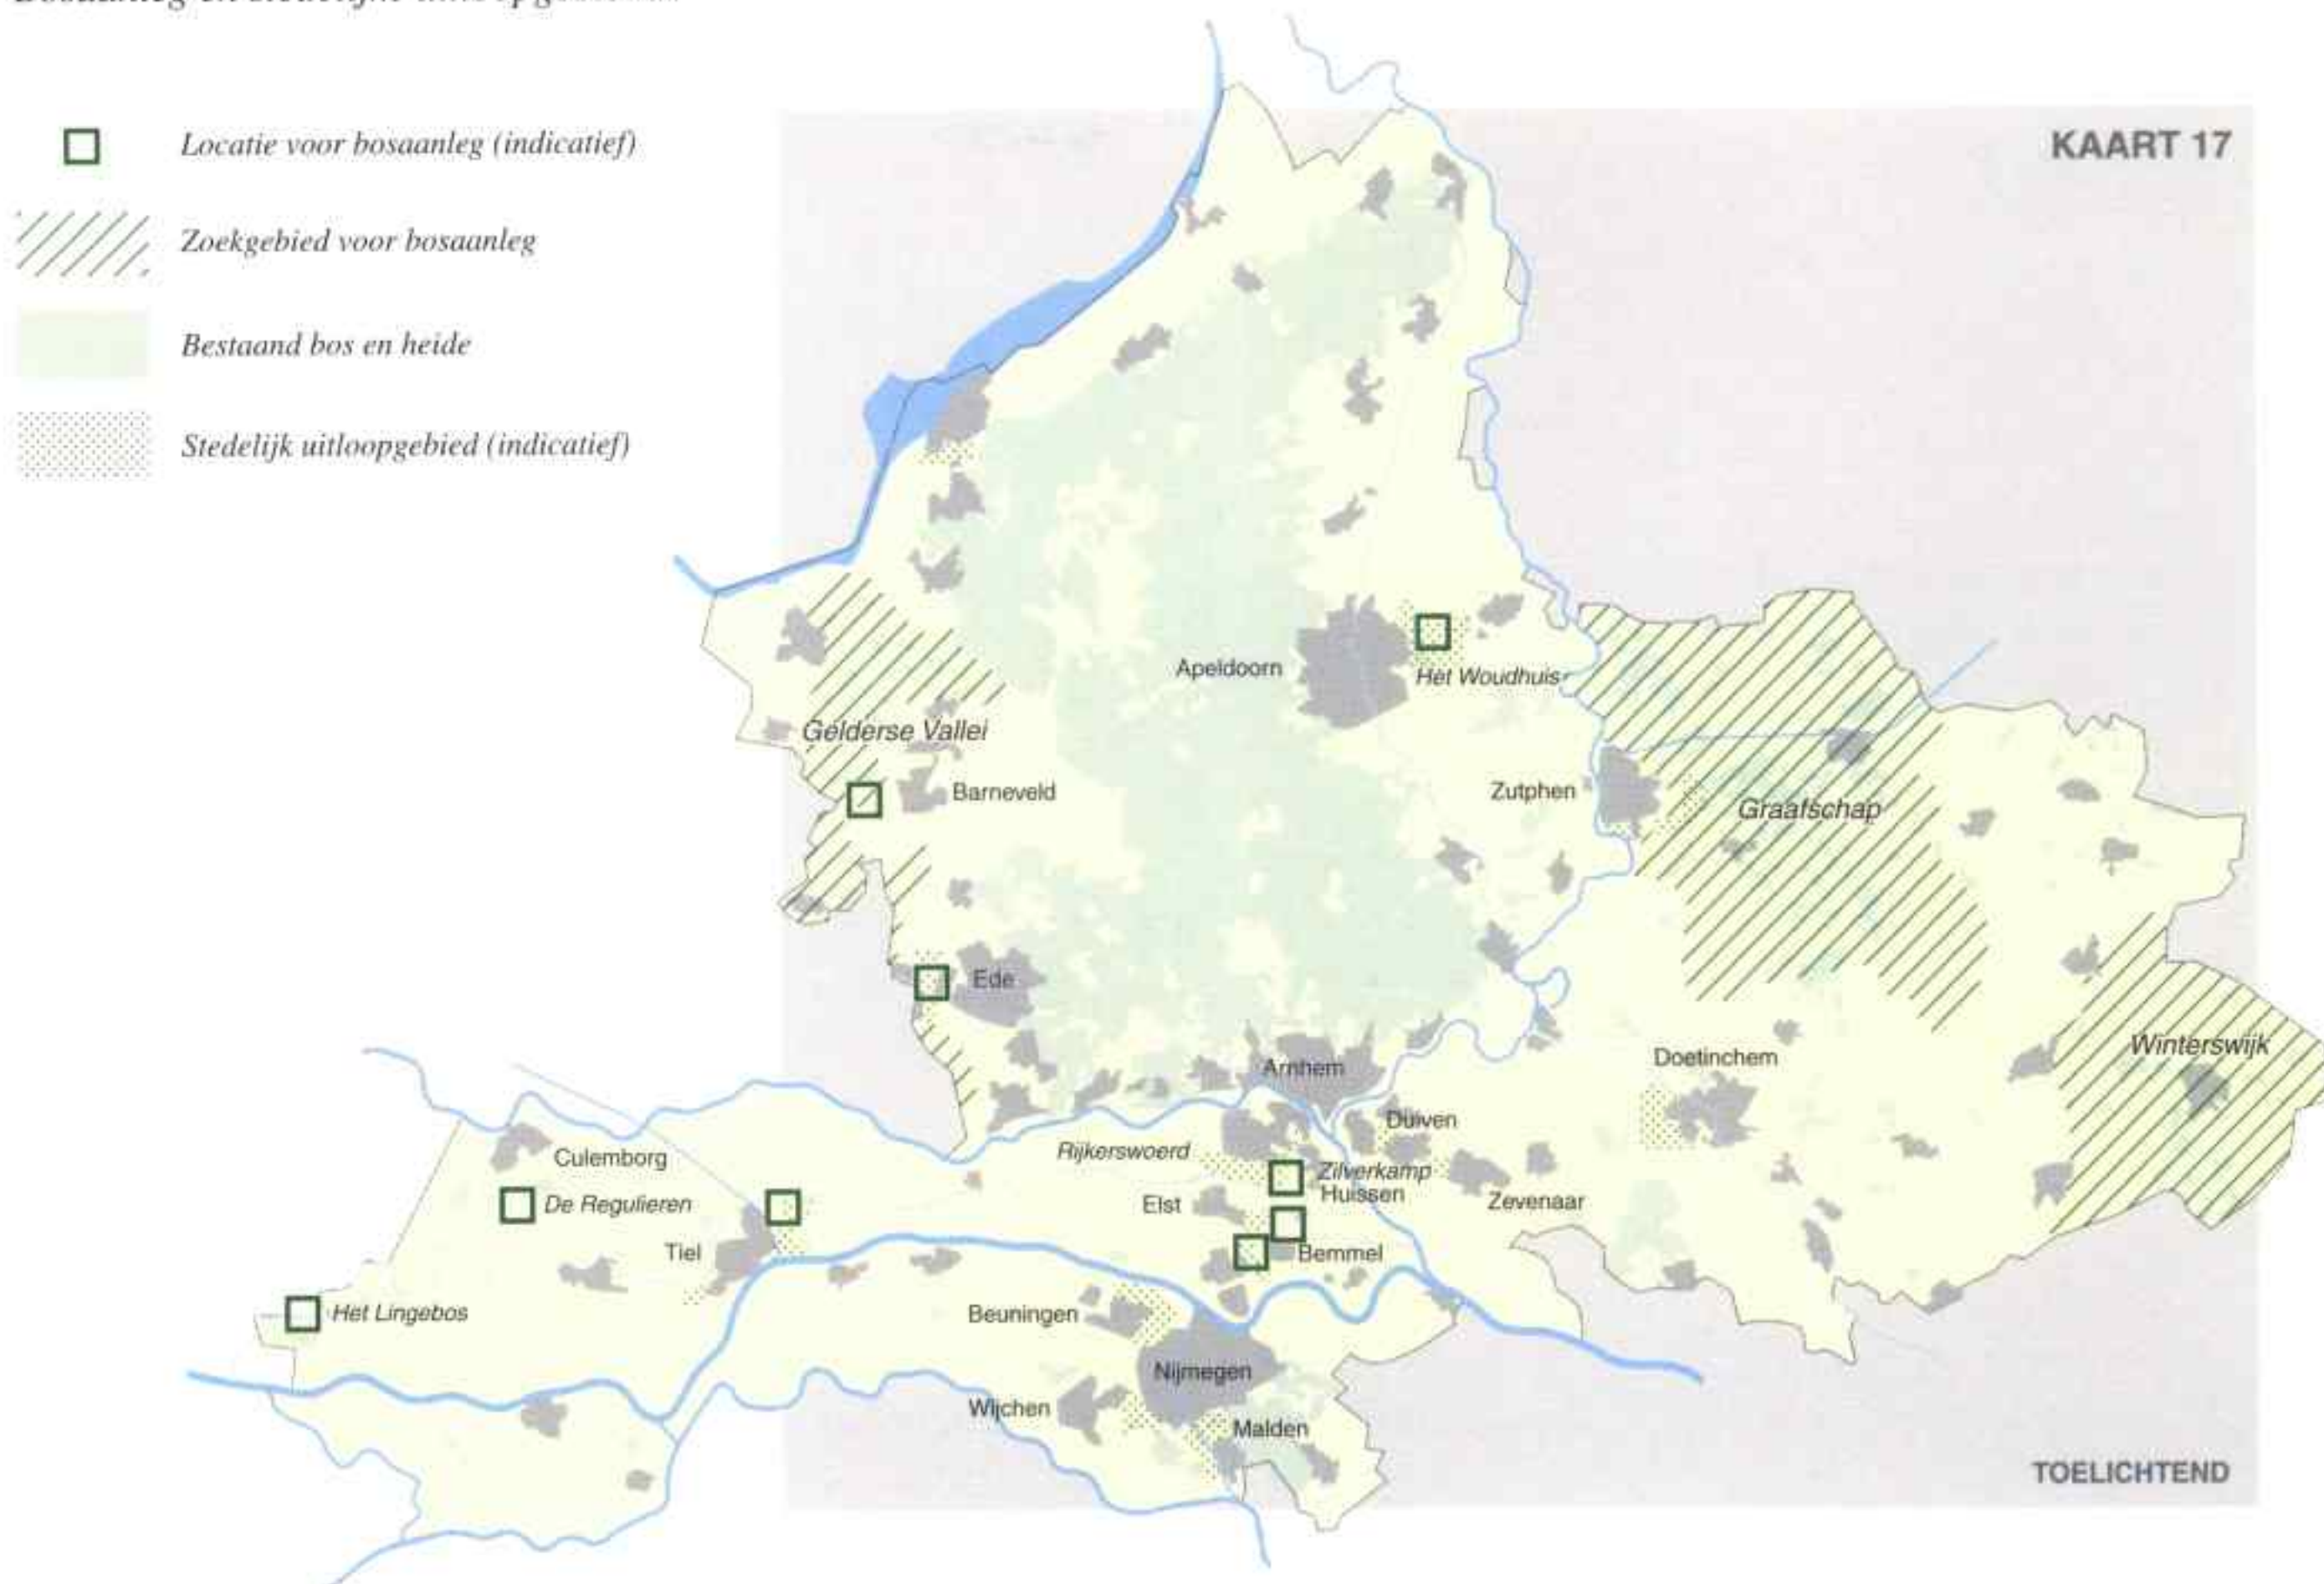 Locatie voor bosaanleg (indicatief)
Zoekgebied voor bosaanleg
Bestaand bos en heide
Stedelijk uitloopgebied (indicatief)
KAART 17
Apeldoorn
Het Woudhuis
Gelderse Vallei
Barneveld
Zutphen
Graafschap
Ede
Winterswijk
Doetinchem
Arnhem
Duiven
Rijkerswoerd
Culemborg
Zilverkamp
Huissen
De Regulieren
Elst
Zevenaar
Tiel
Bemmel
Het Lingebos
Beuningen
Nijmegen
Wijchen
Malden
TOELICHTEND